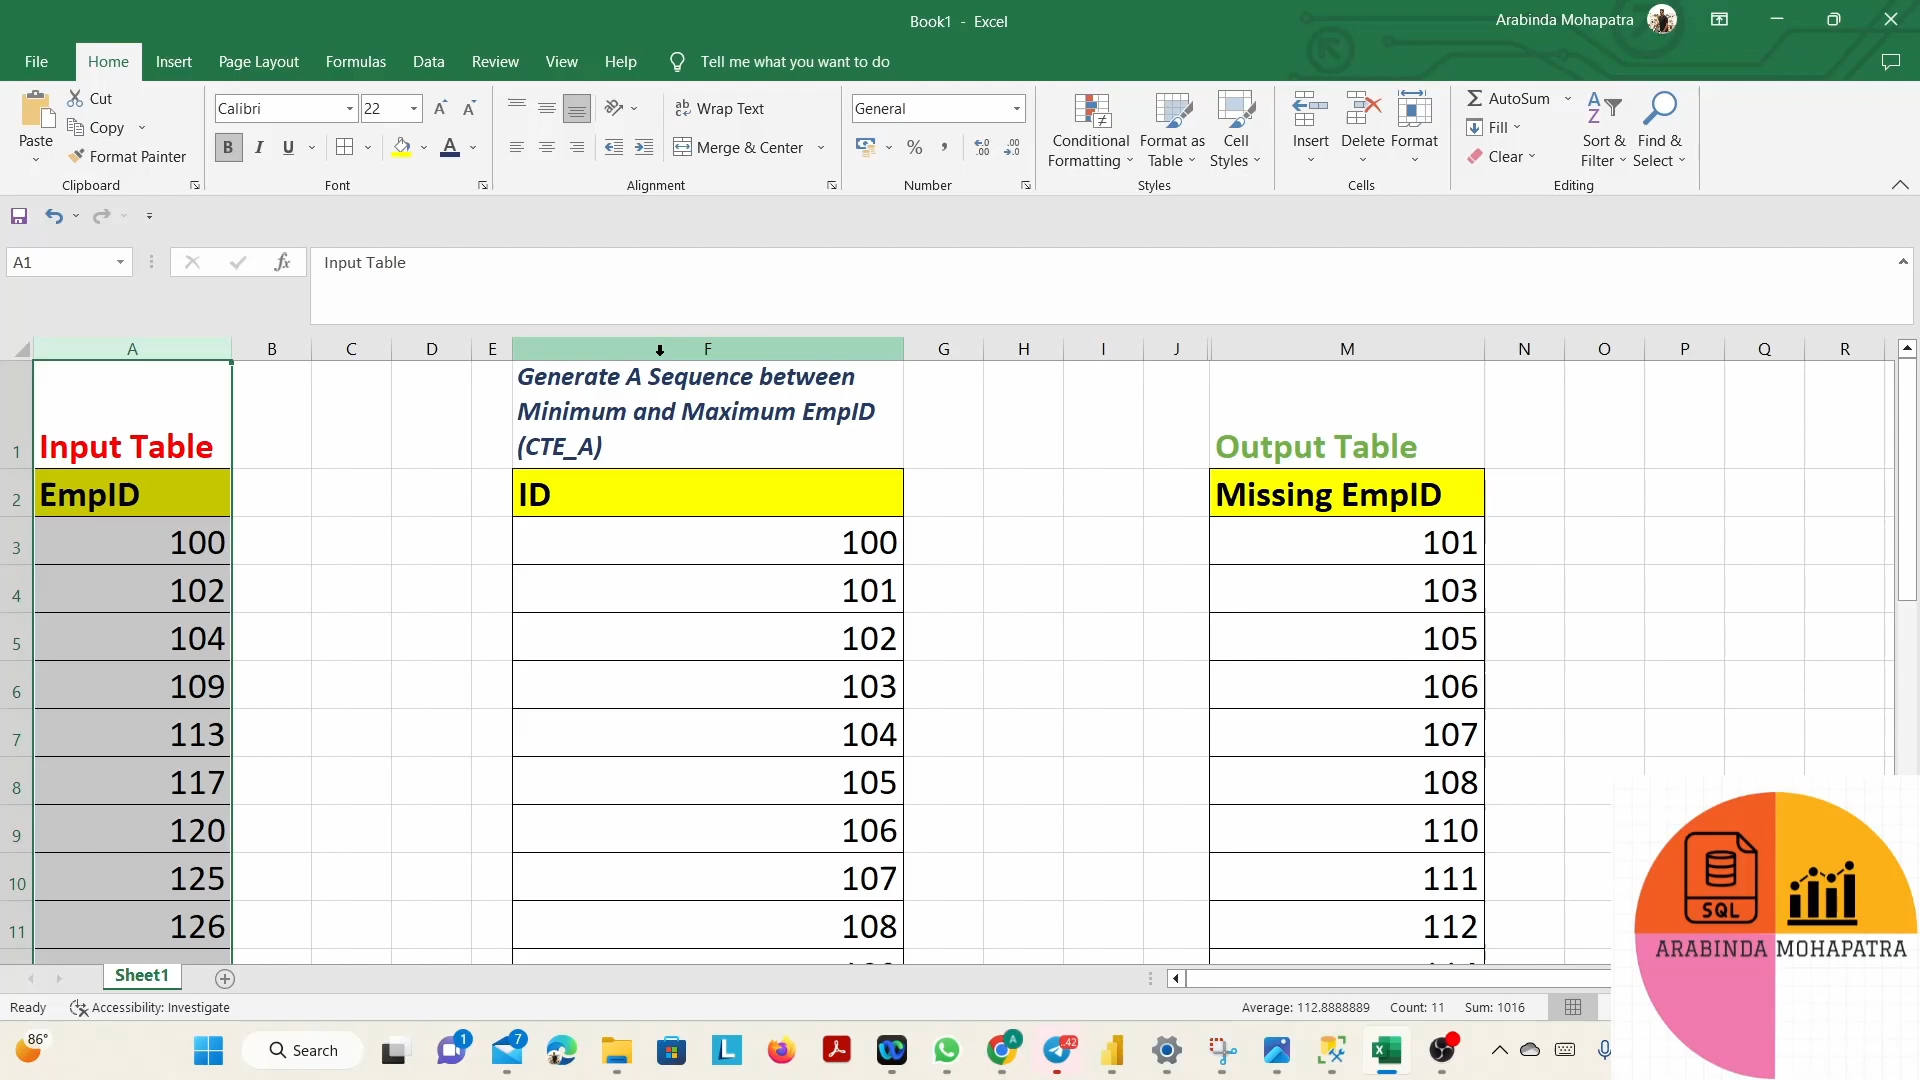 Book1 - Excel
Arabinda Mohapatra
File Home Insert Page Layout Formulas Data Review View Help Tell me what you want to do
Paste
Cut
Copy
Format Painter
Clipboard
Calibri 22
B I U
Font
Wrap Text
Merge & Center
Alignment
General
Number
Conditional Formatting
Format as Table
Cell Styles
Styles
Insert
Delete
Format
Cells
AutoSum
Fill
Clear
Sort & Filter
Find & Select
Editing
A1
fx
Input Table
A B C D E F G H I J M N O P Q R
1
Input Table
Generate A Sequence between
Minimum and Maximum EmpID
(CTE_A)
Output Table
2 EmpID ID Missing EmpID
3 100 100 101
4 102 101 103
5 104 102 105
6 109 103 106
7 113 104 107
8 117 105 108
9 120 106 110
10 125 107 111
11 126 108 112
Sheet1
Ready
Accessibility: Investigate
Average: 112.8888889 Count: 11 Sum: 1016
SQL
ARABINDA MOHAPATRA
86°
Search
1
7
A
42